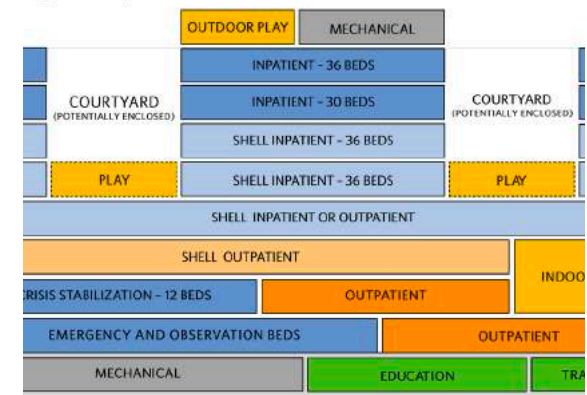 OUTDOOR PLAY
MECHANICAL
INPATIENT - 36 BEDS
COURTYARD
(POTENTIALLY ENCLOSED)
INPATIENT - 30 BEDS
COURTYARD
(POTENTIALLY ENCLOSED)
SHELL INPATIENT - 36 BEDS
PLAY
SHELL INPATIENT - 36 BEDS
PLAY
SHELL INPATIENT OR OUTPATIENT
SHELL OUTPATIENT
INDOO
CRISIS STABILIZATION - 12 BEDS
OUTPATIENT
EMERGENCY AND OBSERVATION BEDS
OUTPATIENT
MECHANICAL
EDUCATION
TRA